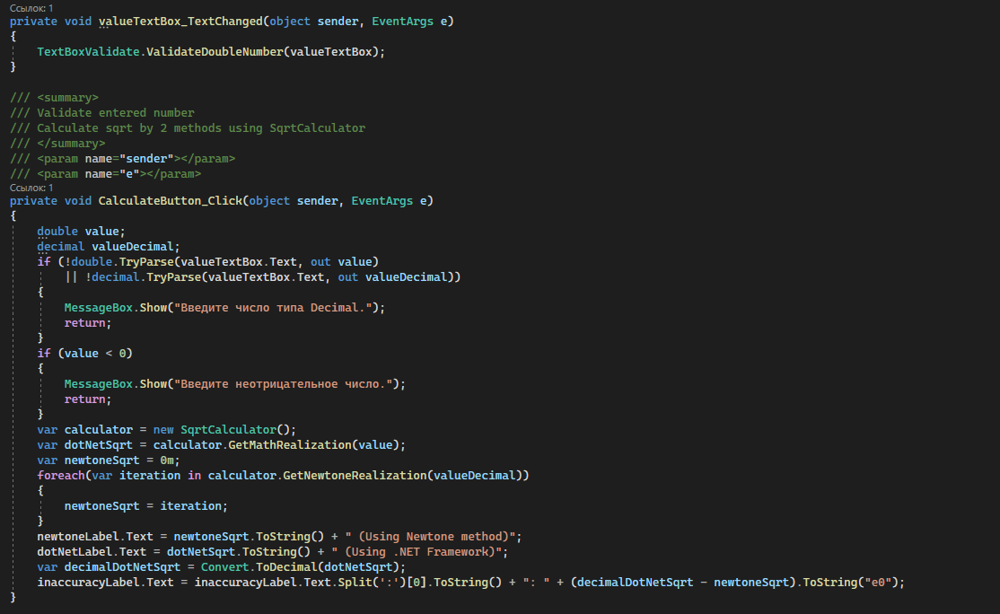 Ссылок: 1
private void valueTextBox_TextChanged(object sender, EventArgs e)
{
    TextBoxValidate.ValidateDoubleNumber(valueTextBox);
}

/// <summary>
/// Validate entered number
/// Calculate sqrt by 2 methods using SqrtCalculator
/// </summary>
/// <param name="sender"></param>
/// <param name="e"></param>
Ссылок: 1
private void CalculateButton_Click(object sender, EventArgs e)
{
    double value;
    decimal valueDecimal;
    if (!double.TryParse(valueTextBox.Text, out value)
        || !decimal.TryParse(valueTextBox.Text, out valueDecimal))
    {
        MessageBox.Show("Введите число типа Decimal.");
        return;
    }
    if (value < 0)
    {
        MessageBox.Show("Введите неотрицательное число.");
        return;
    }
    var calculator = new SqrtCalculator();
    var dotNetSqrt = calculator.GetMathRealization(value);
    var newtoneSqrt = 0m;
    foreach(var iteration in calculator.GetNewtoneRealization(valueDecimal))
    {
        newtoneSqrt = iteration;
    }
    newtoneLabel.Text = newtoneSqrt.ToString() + " (Using Newtone method)";
    dotNetLabel.Text = dotNetSqrt.ToString() + " (Using .NET Framework)";
    var decimalDotNetSqrt = Convert.ToDecimal(dotNetSqrt);
    inaccuracyLabel.Text = inaccuracyLabel.Text.Split(':')[0].ToString() + ": " + (decimalDotNetSqrt - newtoneSqrt).ToString("e0");
}